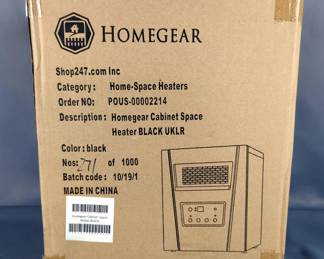 HOMEGEAR
Shop247.com Inc
Category: Home-Space Heaters
Order NO: POUS-00002214
Description: Homegear Cabinet Space
Heater BLACK UKLR
Color: black
Nos: 271 of 1000
Batch code: 10/19/1
MADE IN CHINA